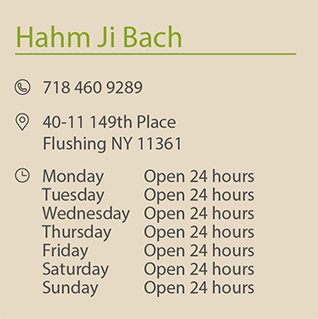 Hahm Ji Bach
718 460 9289
40-11 149th Place
Flushing NY 11361
Monday Open 24 hours
Tuesday Open 24 hours
Wednesday Open 24 hours
Thursday Open 24 hours
Friday Open 24 hours
Saturday Open 24 hours
Sunday Open 24 hours